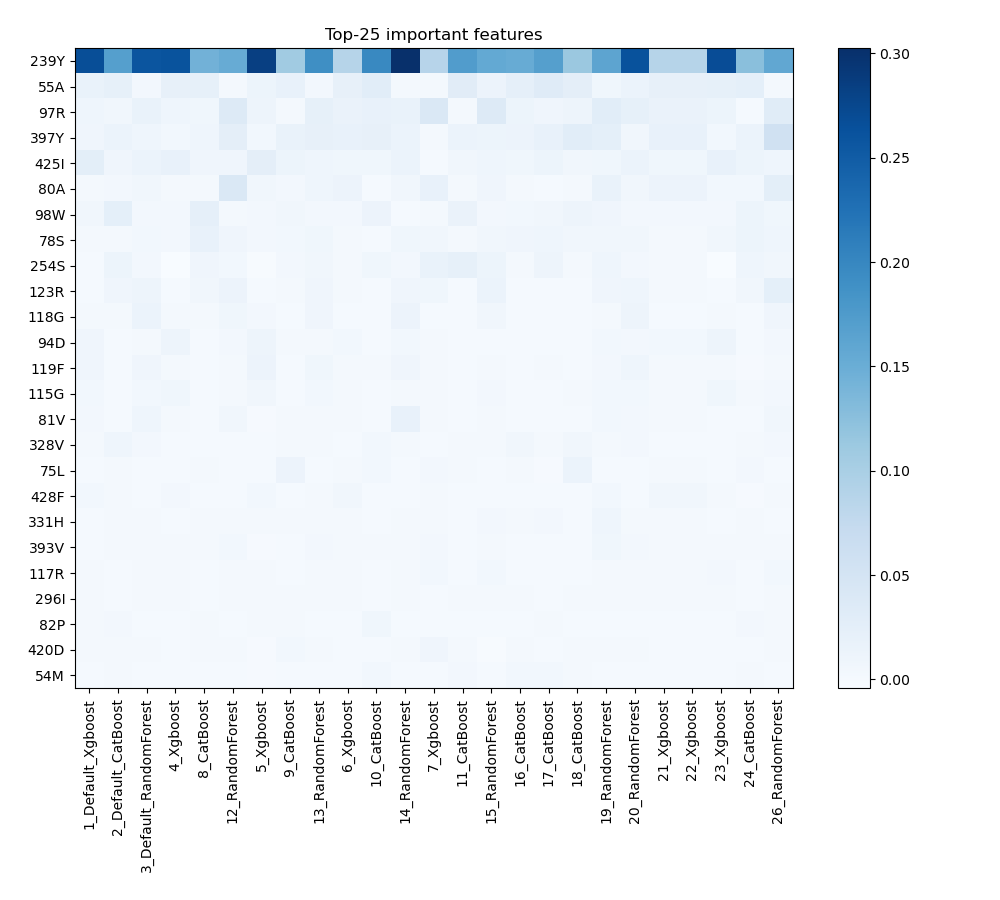 Top-25 important features
239Y
55A
97R
397Y
425I
80A
98W
78S
254S
123R
118G
94D
119F
115G
81V
328V
75L
428F
331H
393V
117R
296I
82P
420D
54M
0.30
0.25
0.20
0.15
0.10
0.05
0.00
1_Default_Xgboost
2_Default_CatBoost
3_Default_RandomForest
4_Xgboost
8_CatBoost
12_RandomForest
5_Xgboost
9_CatBoost
13_RandomForest
6_Xgboost
10_CatBoost
14_RandomForest
7_Xgboost
11_CatBoost
15_RandomForest
16_CatBoost
17_CatBoost
18_CatBoost
19_RandomForest
20_RandomForest
21_Xgboost
22_Xgboost
23_Xgboost
24_CatBoost
26_RandomForest